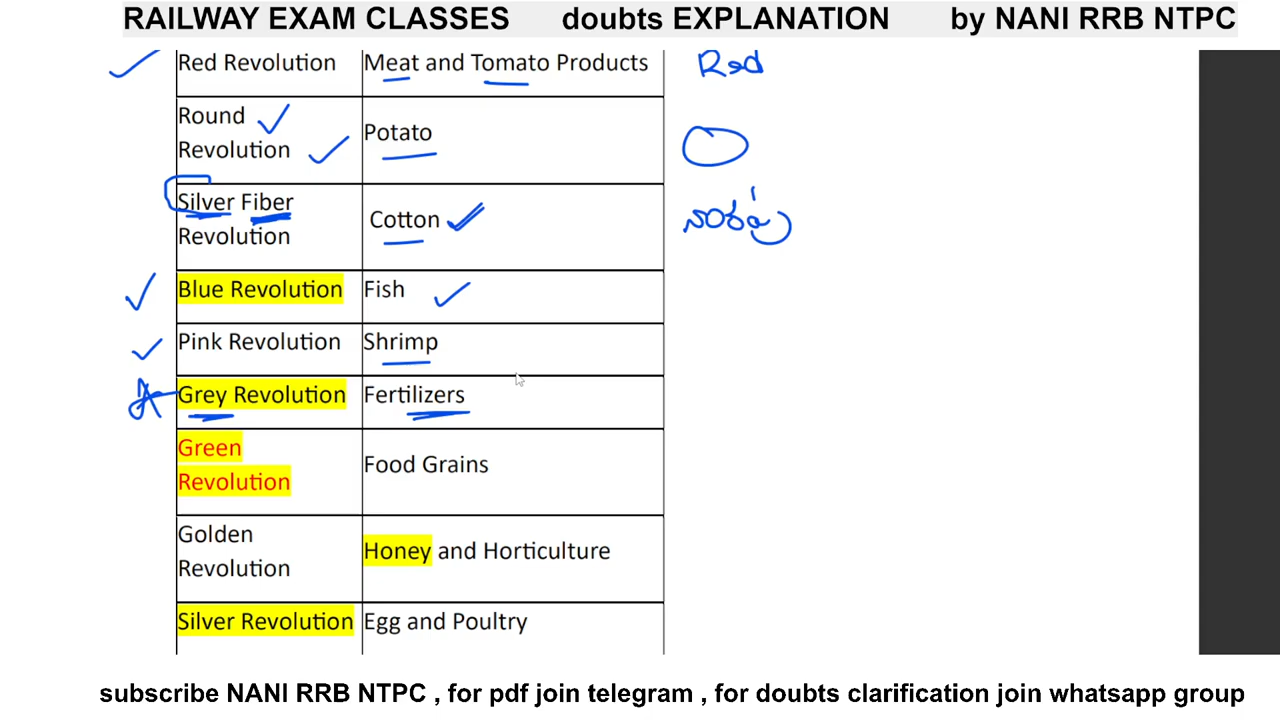 RAILWAY EXAM CLASSES doubts EXPLANATION by NANI RRB NTPC
Red Revolution Meat and Tomato Products Red
Round
Revolution Potato
Silver Fiber
Revolution Cotton
Blue Revolution Fish
Pink Revolution Shrimp
Grey Revolution Fertilizers
Green
Revolution Food Grains
Golden
Revolution Honey and Horticulture
Silver Revolution Egg and Poultry
subscribe NANI RRB NTPC , for pdf join telegram , for doubts clarification join whatsapp group